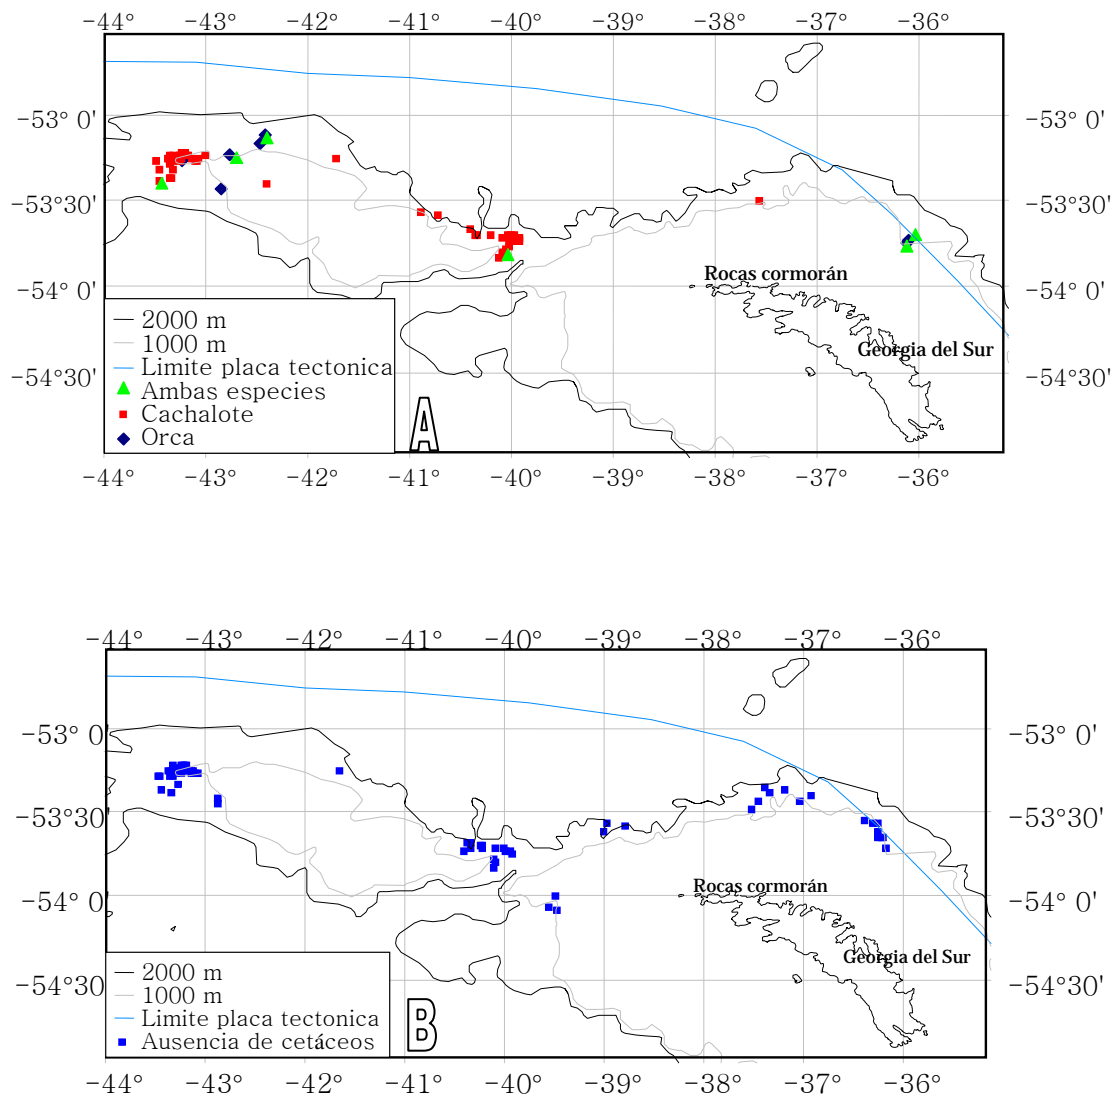 -44° -43° -42° -41° -40° -39° -38° -37° -36°
-53° 0' -53° 0'
-53°30' -53°30'
Rocas cormorán
-54° 0' -54° 0'
2000 m
1000 m
Georgia del Sur
Limite placa tectonica
-54°30' -54°30'
Ambas especies
Cachalote
A
Orca
-44° -43° -42° -41° -40° -39° -38° -37° -36°
-44° -43° -42° -41° -40° -39° -38° -37° -36°
-53° 0' -53° 0'
-53°30' -53°30'
Rocas cormorán
-54° 0' -54° 0'
Georgia del Sur
2000 m
-54°30' -54°30'
1000 m
Limite placa tectonica
B
Ausencia de cetáceos
-44° -43° -42° -41° -40° -39° -38° -37° -36°